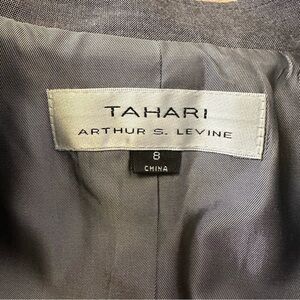 TAHARI
ARTHUR S. LEVINE
8
CHINA